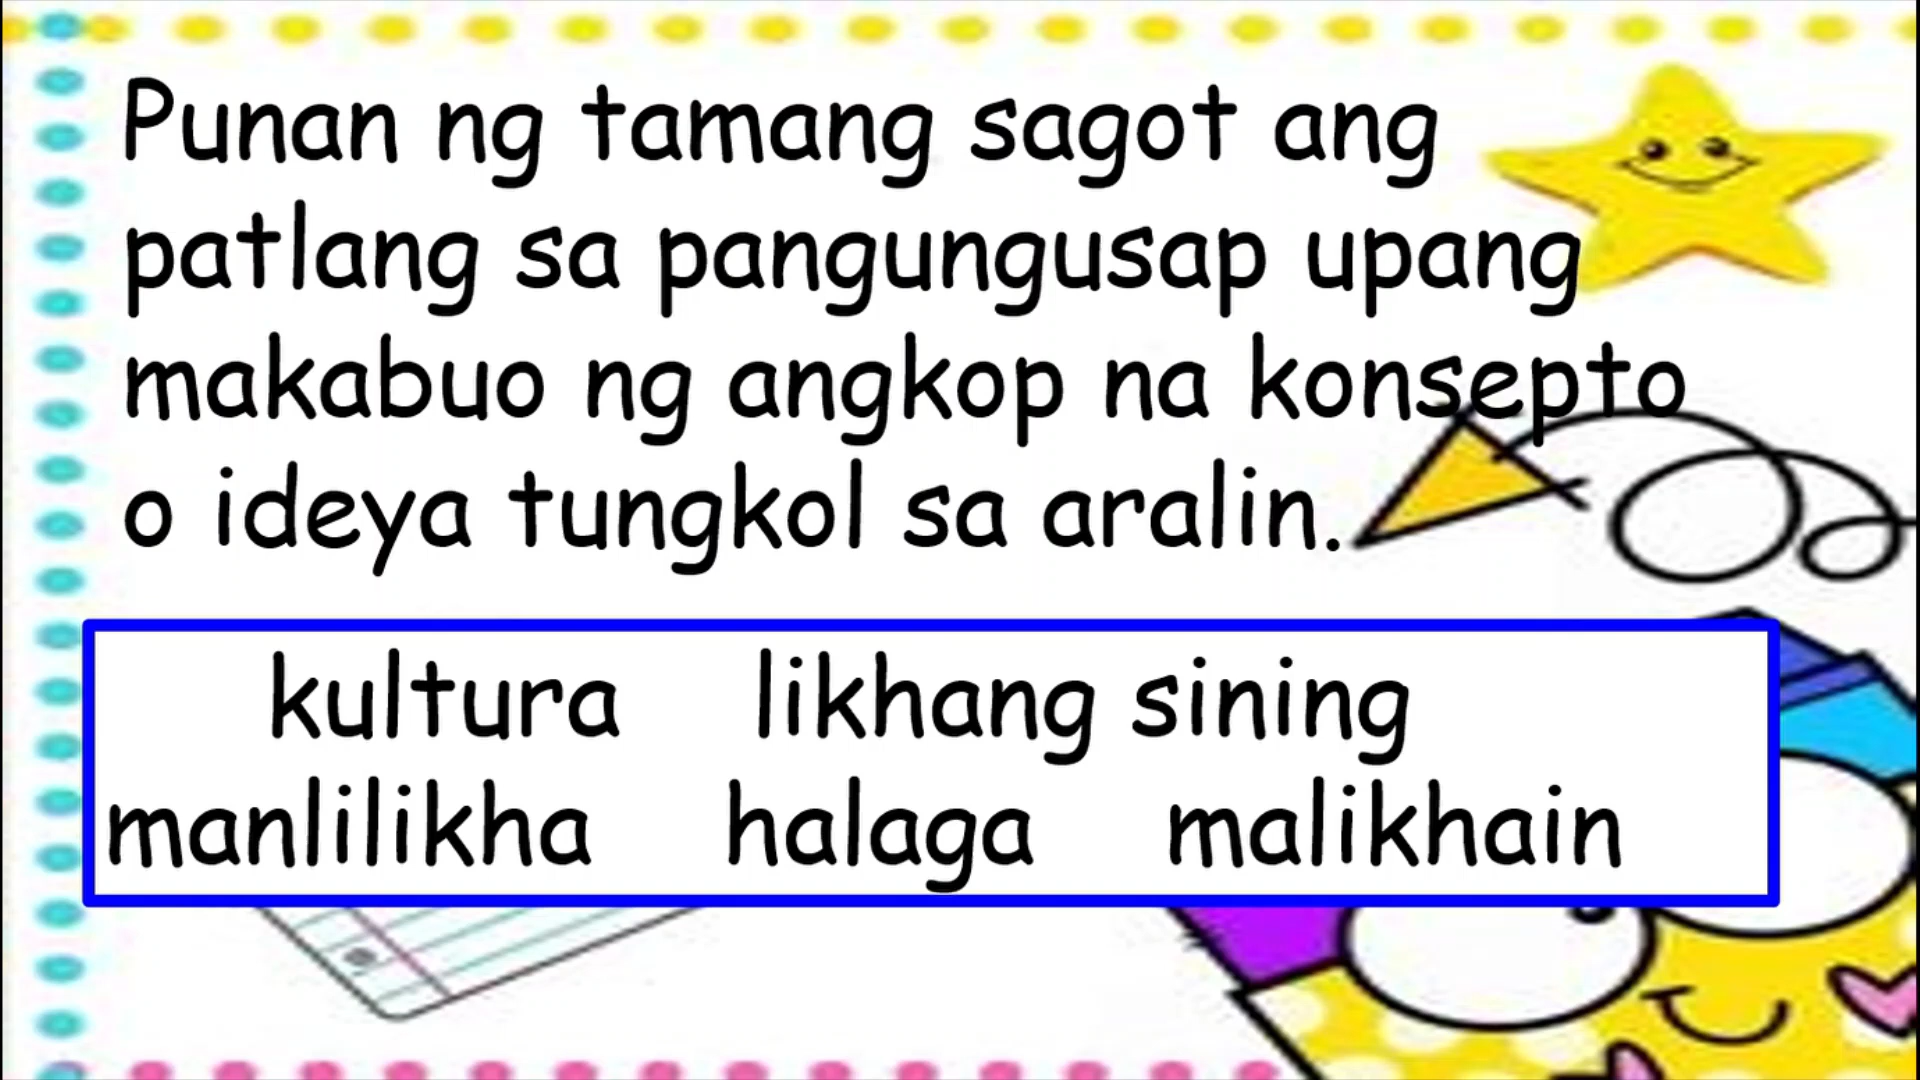 Punan ng tamang sagot ang
patlang sa pangungusap upang
makabuo ng angkop na konsepto
o ideya tungkol sa aralin.
kultura likhang sining
manlilikha halaga malikhain